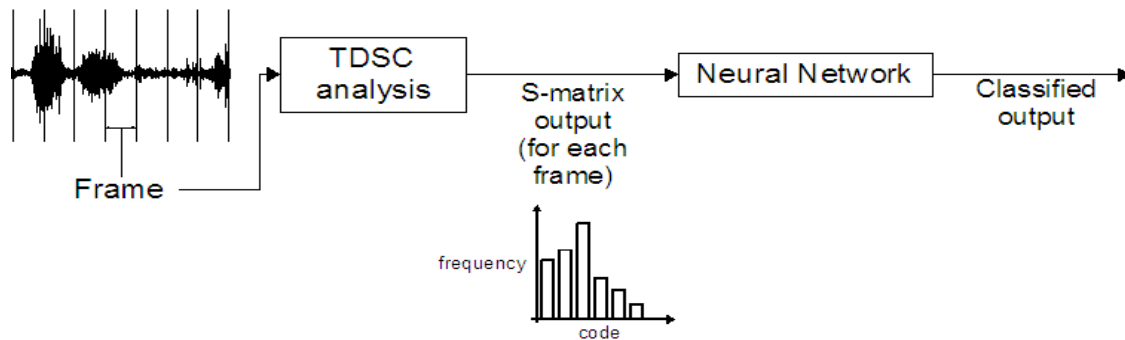 TDSC
analysis
Neural Network
S-matrix
output
(for each
frame)
Classified
output
Frame
frequency
code